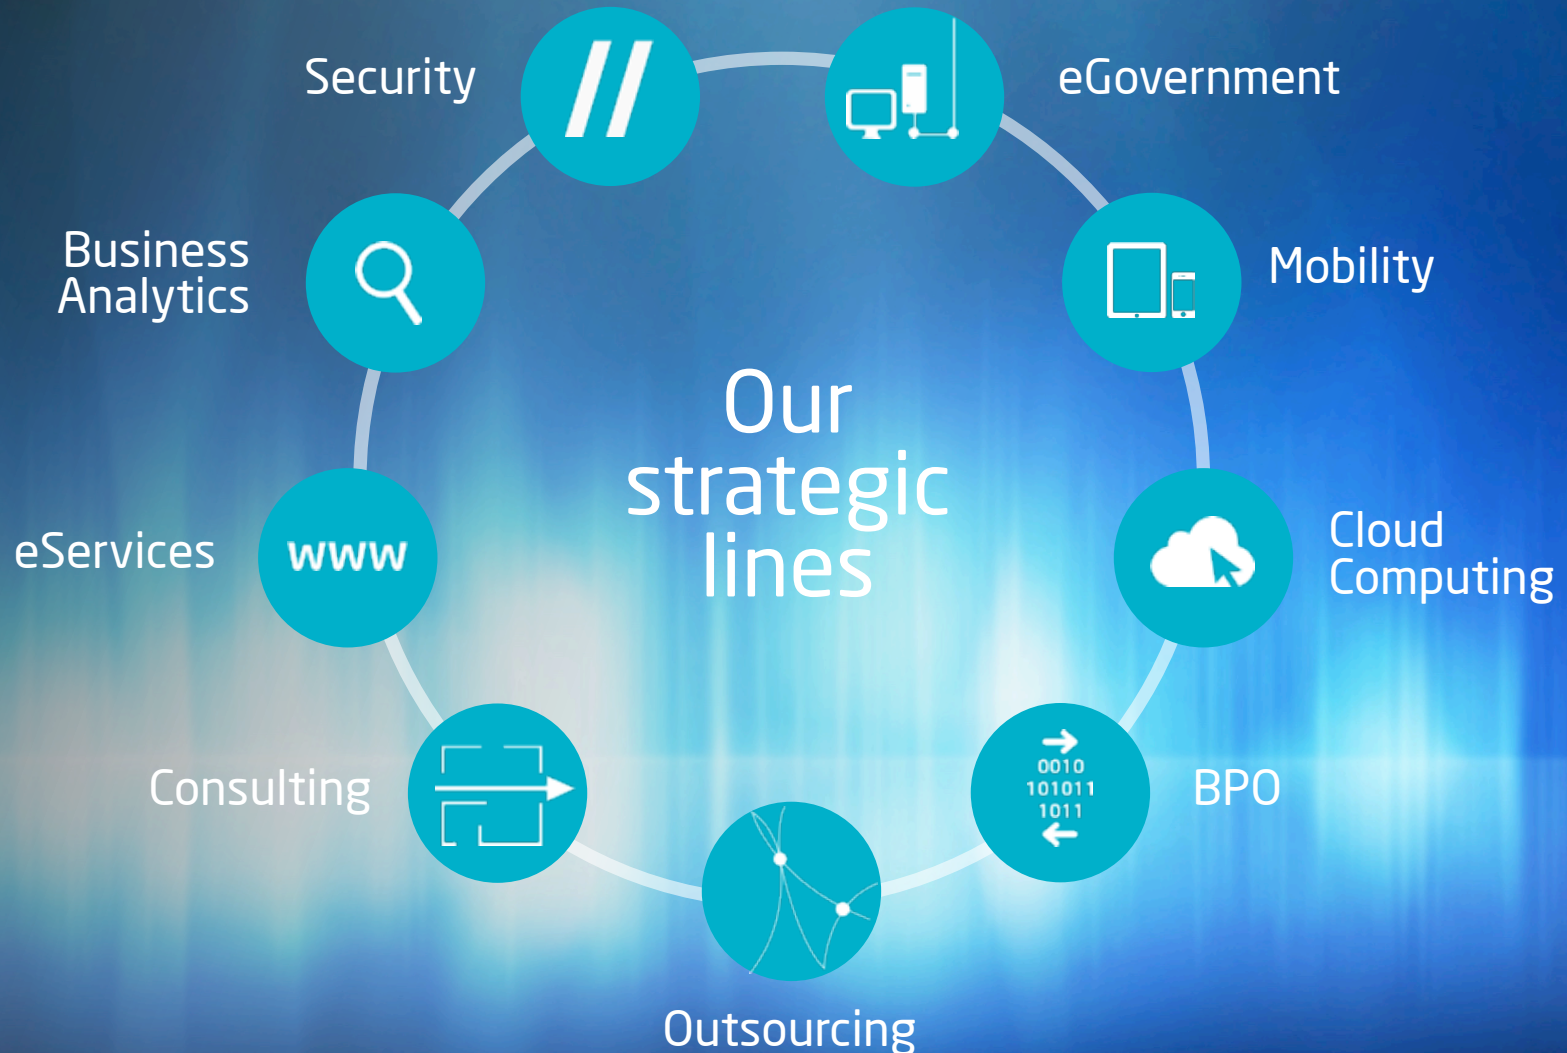 Security
eGovernment
Business
Analytics
Mobility
Our
strategic
lines
eServices
www
Cloud
Computing
Consulting
0010
101011
1011
BPO
Outsourcing